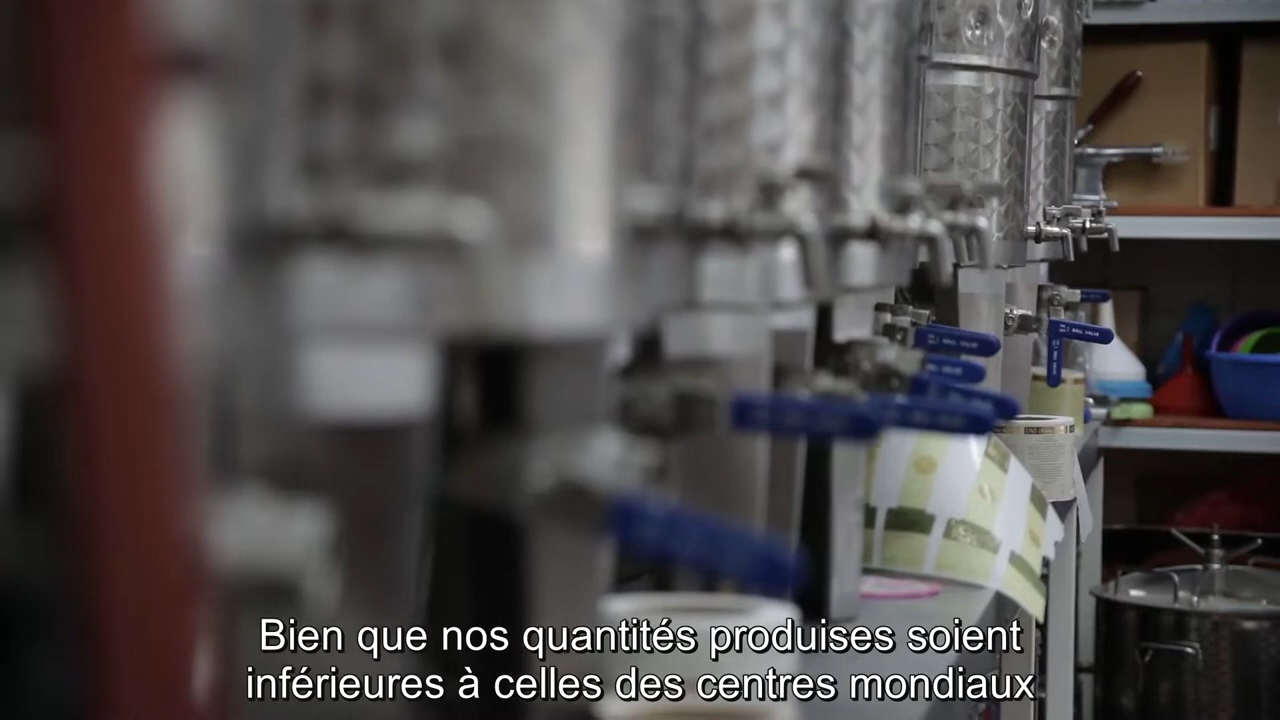 Bien que nos quantités produises soient
inférieures à celles des centres mondiaux